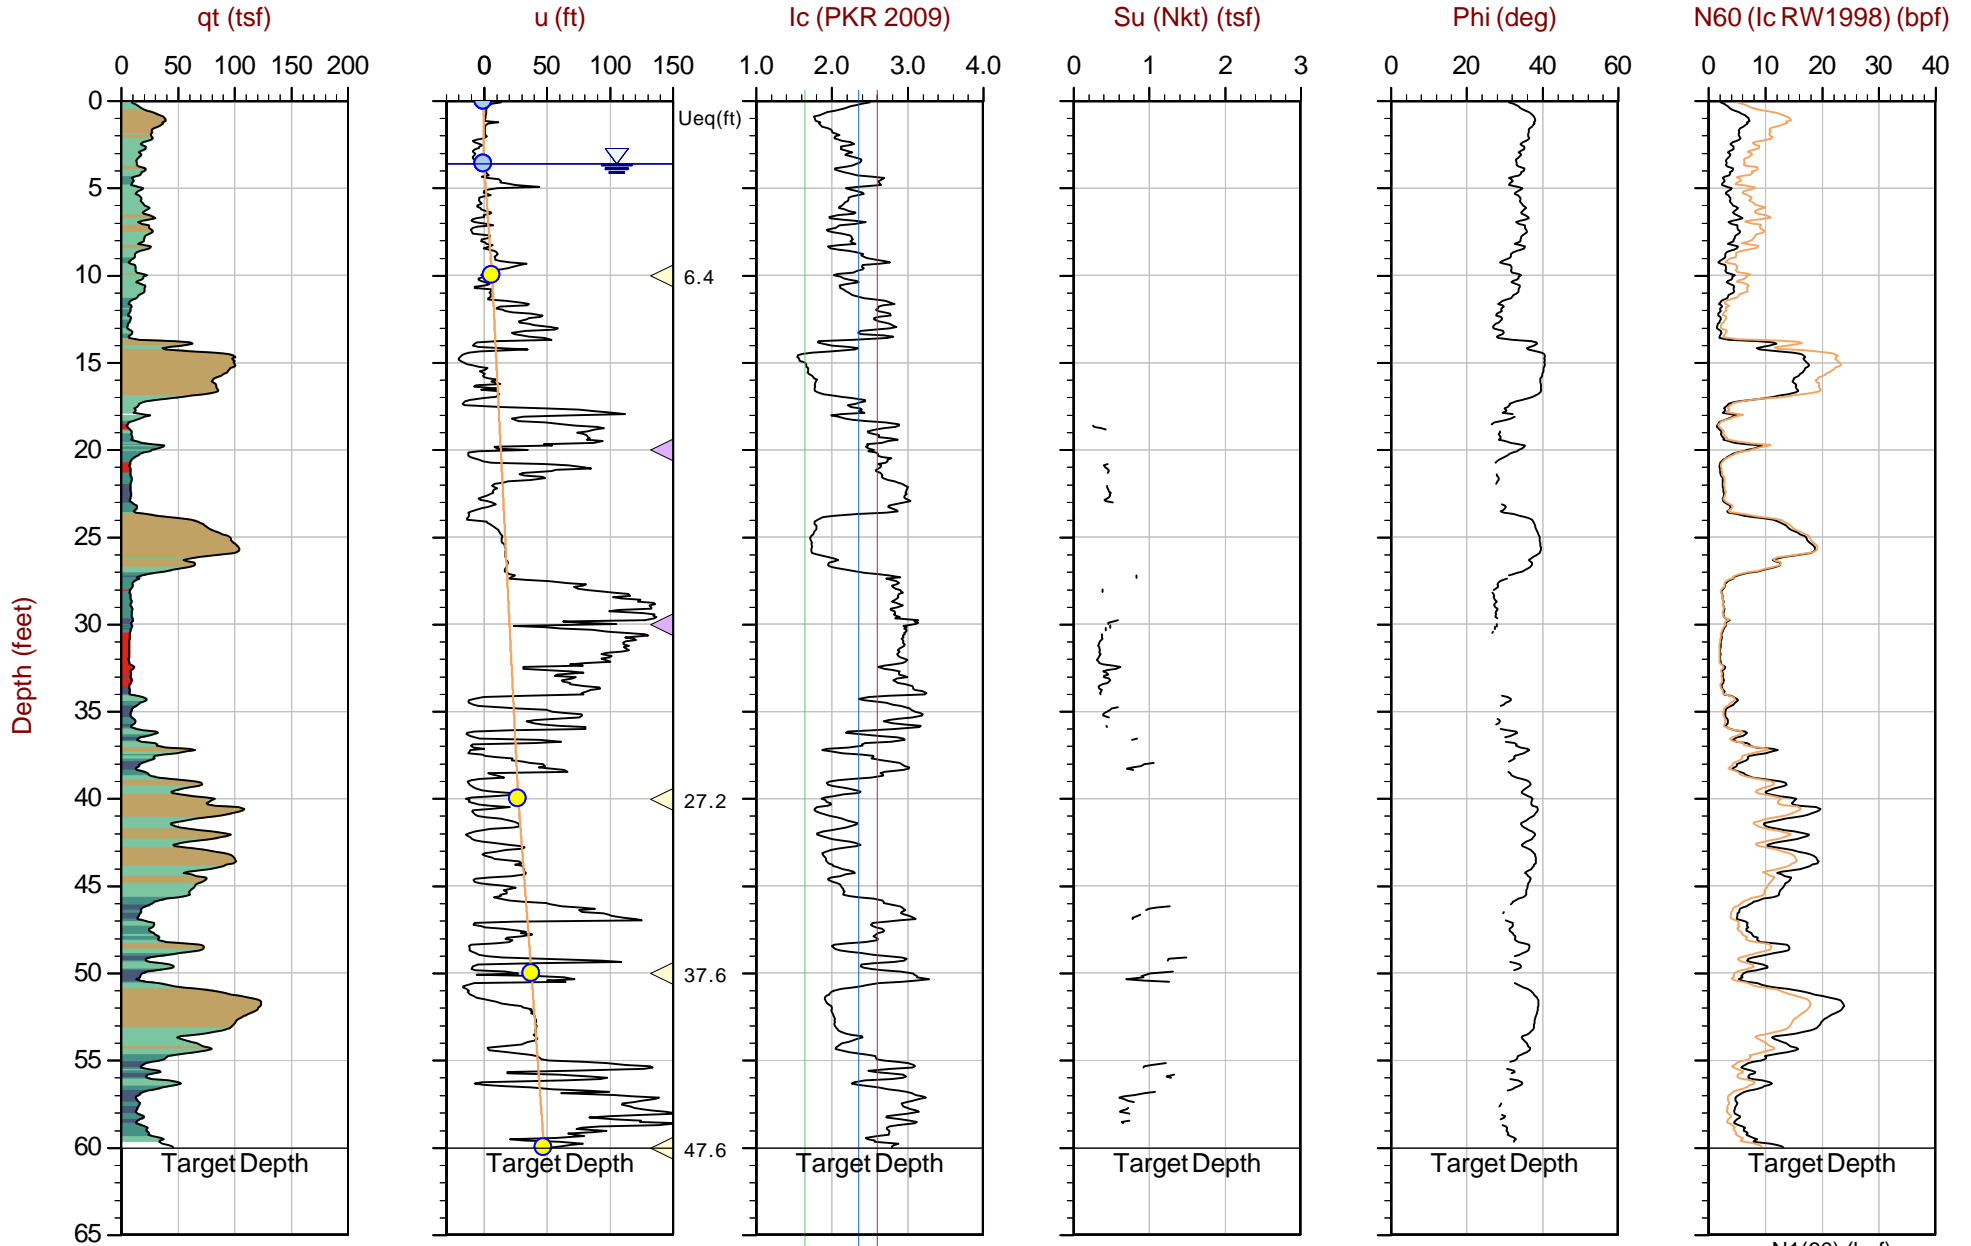 qt (tsf) u (ft) Ic (PKR 2009) Su (Nkt) (tsf) Phi (deg) N60 (Ic RW1998) (bpf)
0 50 100 150 200 0 50 100 150 1.0 2.0 3.0 4.0 0 1 2 3 0 20 40 60 0 10 20 30 40
0
Ueq(ft)
5
10 6.4
15
20
25
30
35
40 27.2
45
50 37.6
55
60 47.6
Target Depth Target Depth Target Depth Target Depth Target Depth Target Depth
65
Depth (feet)